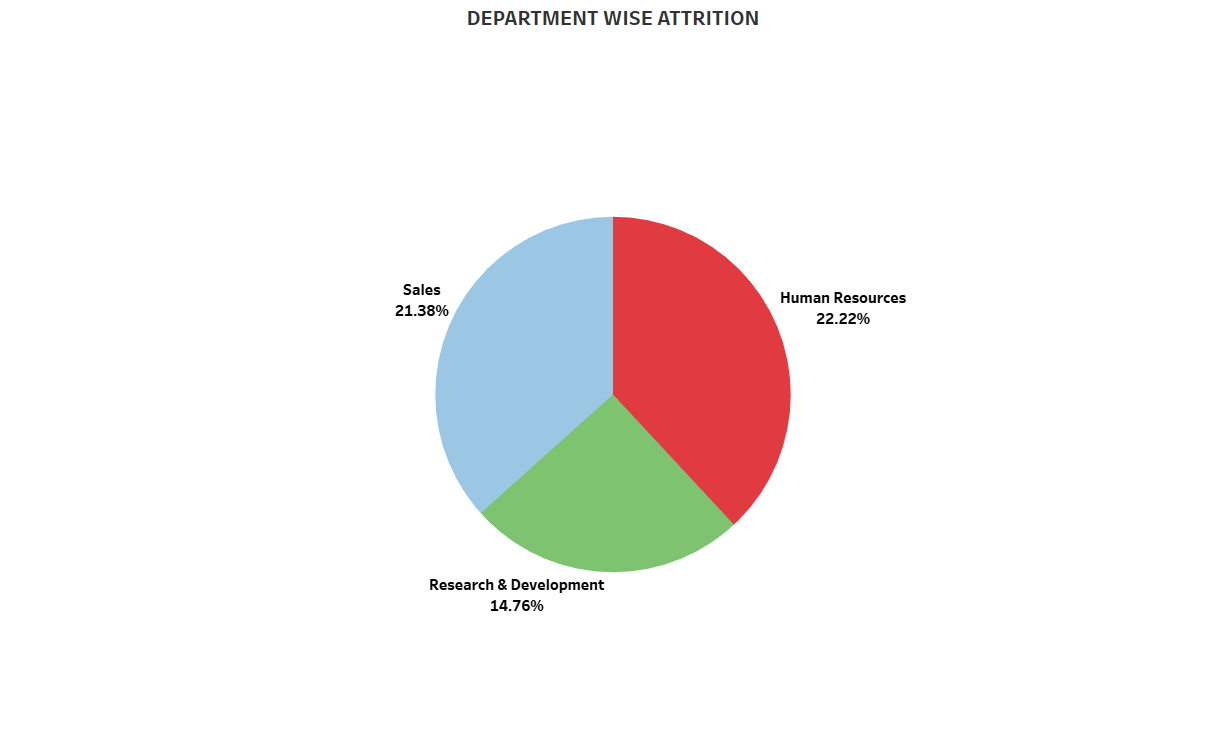 DEPARTMENT WISE ATTRITION
Sales
21.38%
Human Resources
22.22%
Research & Development
14.76%